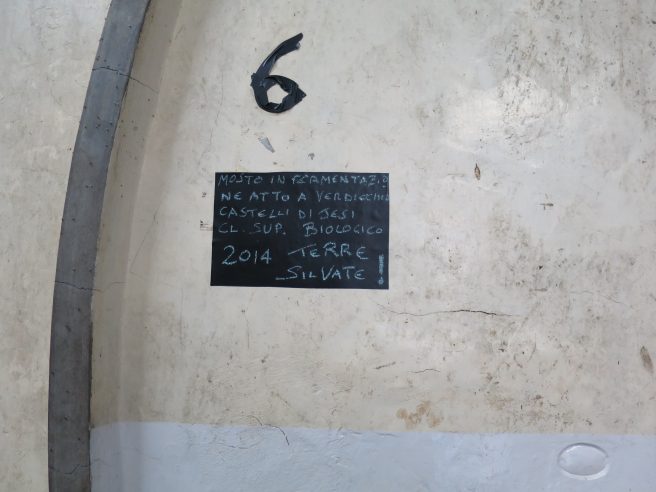 6
MOSTO IN FERMENTAZIO
NE ATTO A VERDICCHIO
CASTELLI DI JESI
CL. SUP. BIOLOGICO
2014 TERRE
SILVATE